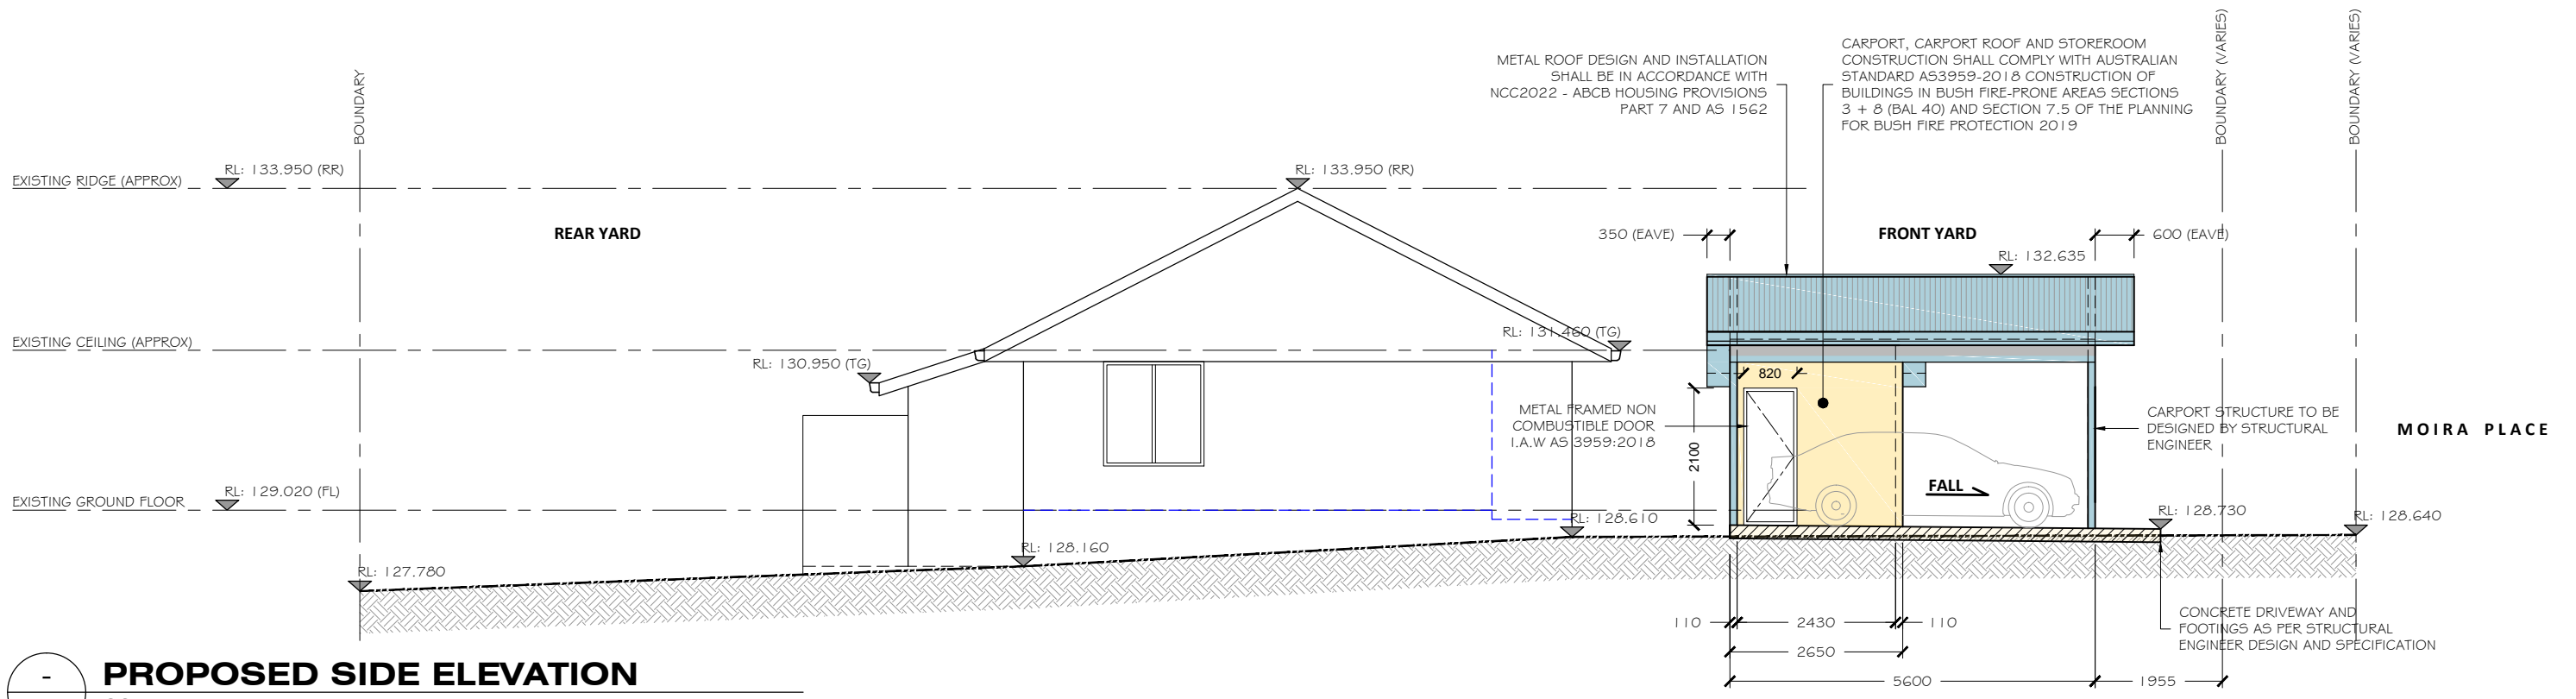 METAL ROOF DESIGN AND INSTALLATION
SHALL BE IN ACCORDANCE WITH
NCC2022 - ABCB HOUSING PROVISIONS
PART 7 AND AS 1562
CARPORT, CARPORT ROOF AND STOREROOM
CONSTRUCTION SHALL COMPLY WITH AUSTRALIAN
STANDARD AS3959-2018 CONSTRUCTION OF
BUILDINGS IN BUSH FIRE-PRONE AREAS SECTIONS
3 + 8 (BAL 40) AND SECTION 7.5 OF THE PLANNING
FOR BUSH FIRE PROTECTION 2019
BOUNDARY
BOUNDARY (VARIES)
BOUNDARY (VARIES)
EXISTING RIDGE (APPROX)
RL: 133.950 (RR)
RL: 133.950 (RR)
REAR YARD
350 (EAVE)
FRONT YARD
600 (EAVE)
RL: 132.635
EXISTING CEILING (APPROX)
RL: 130.950 (TG)
RL: 131.460 (TG)
820
METAL FRAMED NON
COMBUSTIBLE DOOR
I.A.W AS 3959:2018
2100
CARPORT STRUCTURE TO BE
DESIGNED BY STRUCTURAL
ENGINEER
MOIRA PLACE
EXISTING GROUND FLOOR
RL: 129.020 (FL)
FALL
RL: 128.610
RL: 128.730
RL: 128.640
RL: 128.160
RL: 127.780
110
2430
110
2650
5600
1955
CONCRETE DRIVEWAY AND
FOOTINGS AS PER STRUCTURAL
ENGINEER DESIGN AND SPECIFICATION
-
PROPOSED SIDE ELEVATION